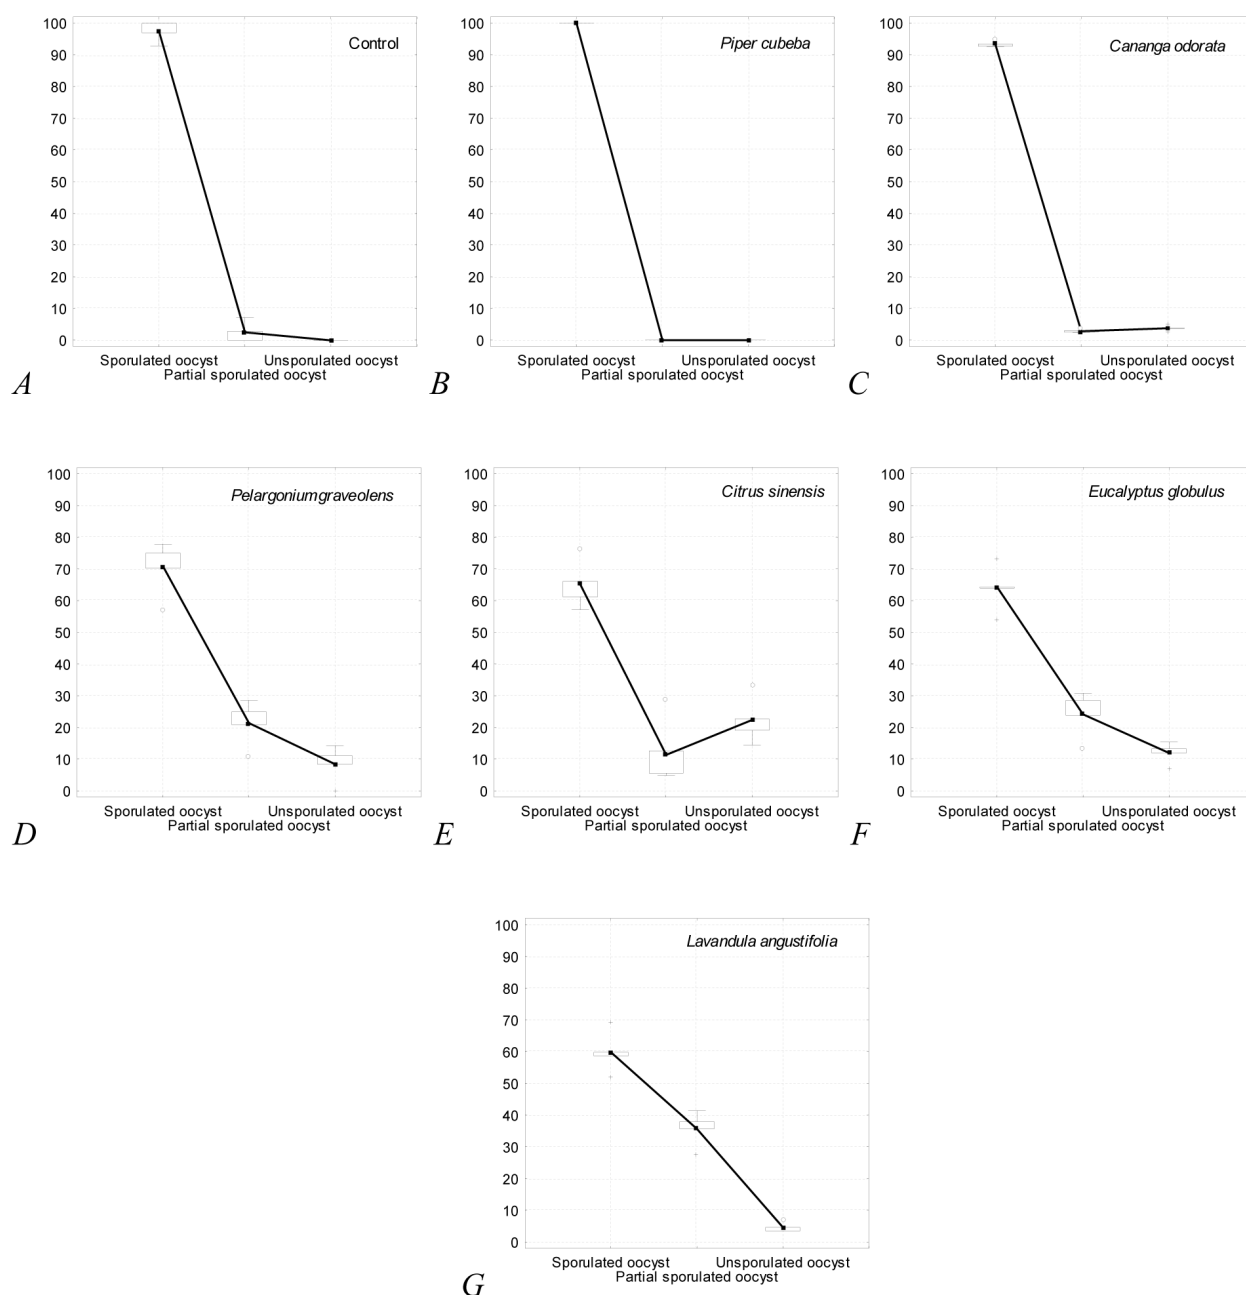 100
90
80
70
60
50
40
30
20
10
0
Control
Sporulated oocyst Unsporulated oocyst
Partial sporulated oocyst
A
100
90
80
70
60
50
40
30
20
10
0
Piper cubeba
Sporulated oocyst Unsporulated oocyst
Partial sporulated oocyst
B
100
90
80
70
60
50
40
30
20
10
0
Cananga odorata
Sporulated oocyst Unsporulated oocyst
Partial sporulated oocyst
C
100
90
80
70
60
50
40
30
20
10
0
Pelargonium graveolens
Sporulated oocyst Unsporulated oocyst
Partial sporulated oocyst
D
100
90
80
70
60
50
40
30
20
10
0
Citrus sinensis
Sporulated oocyst Unsporulated oocyst
Partial sporulated oocyst
E
100
90
80
70
60
50
40
30
20
10
0
Eucalyptus globulus
Sporulated oocyst Unsporulated oocyst
Partial sporulated oocyst
F
100
90
80
70
60
50
40
30
20
10
0
Lavandula angustifolia
Sporulated oocyst Unsporulated oocyst
Partial sporulated oocyst
G